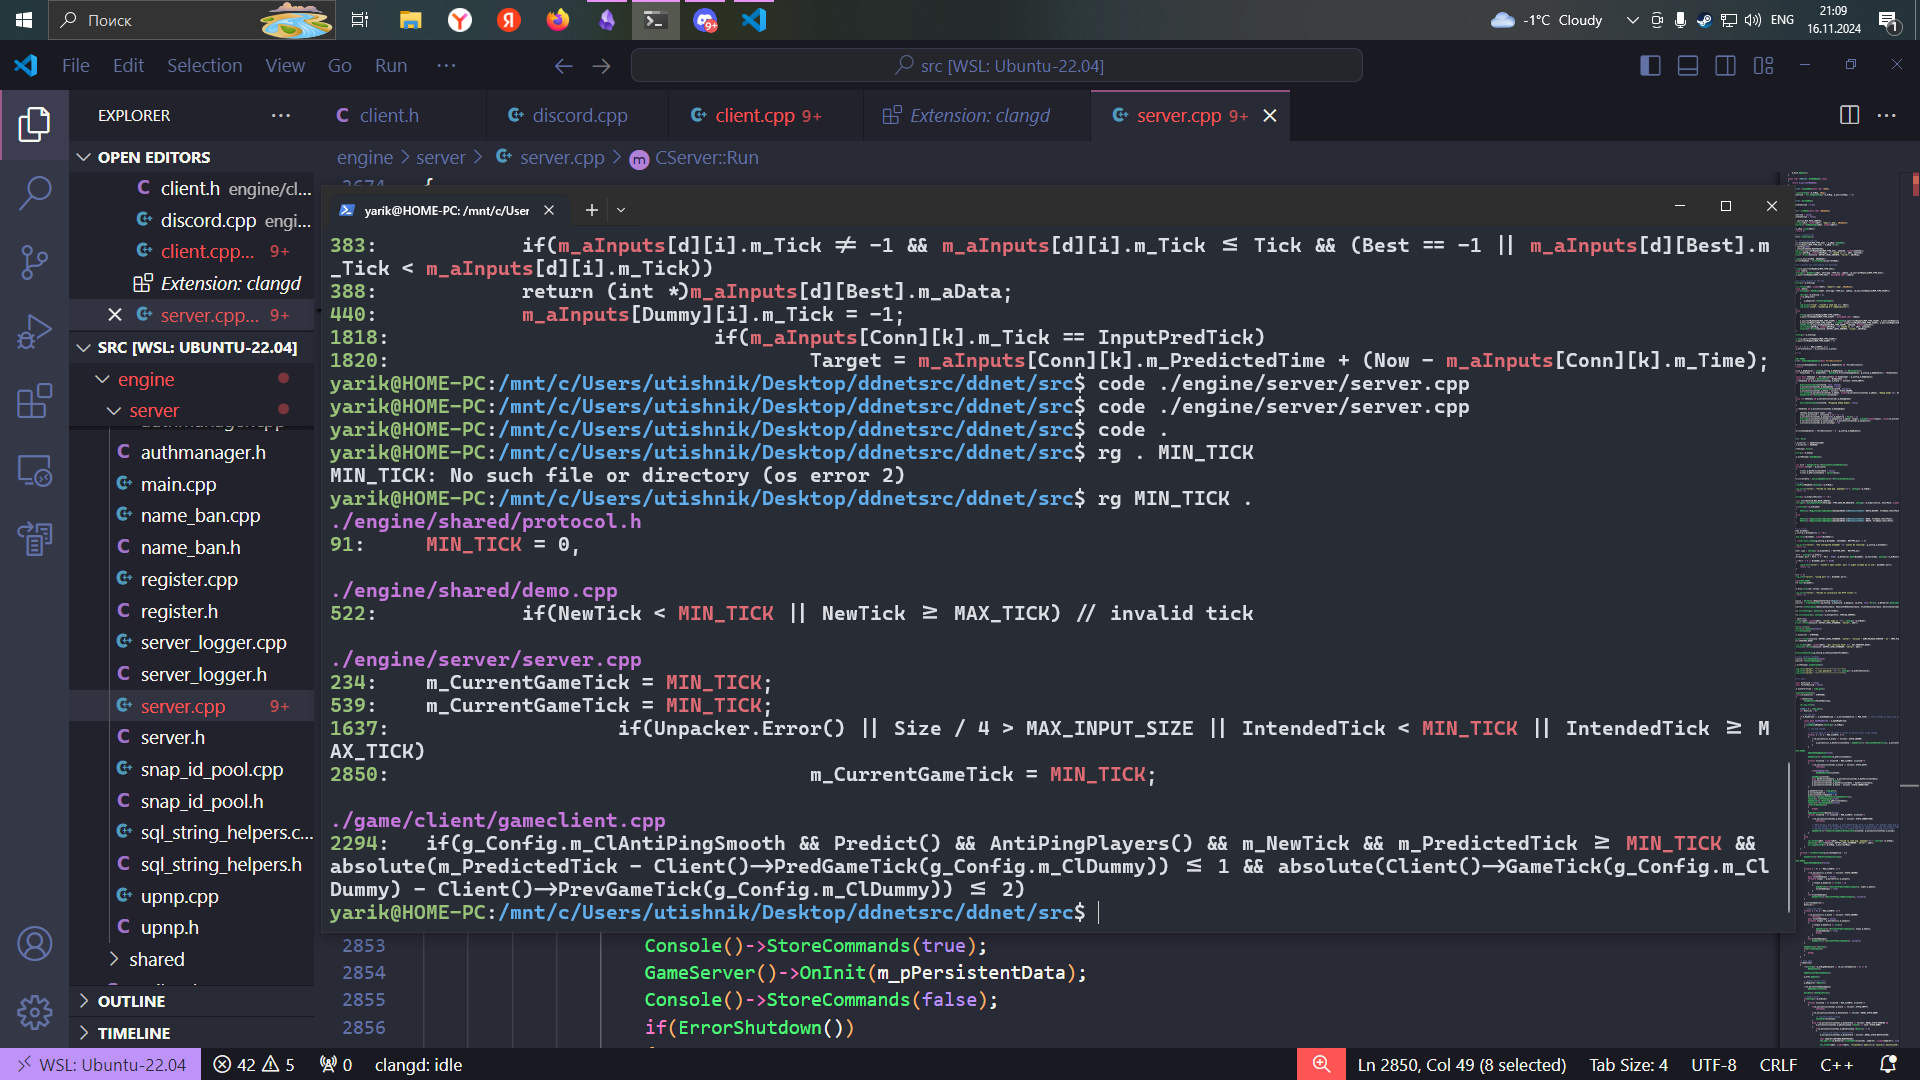 Поиск
9+
-1°C Cloudy
ENG
21:09
16.11.2024
1
File Edit Selection View Go Run ···
src [WSL: Ubuntu-22.04]
EXPLORER
client.h
discord.cpp
client.cpp 9+
Extension: clangd
server.cpp 9+
OPEN EDITORS
client.h engine/cl...
discord.cpp engi...
client.cpp... 9+
Extension: clangd
server.cpp... 9+
SRC [WSL: UBUNTU-22.04]
engine
server
authmanager.cpp
authmanager.h
main.cpp
name_ban.cpp
name_ban.h
register.cpp
register.h
server_logger.cpp
server_logger.h
server.cpp 9+
server.h
snap_id_pool.cpp
snap_id_pool.h
sql_string_helpers.c...
sql_string_helpers.h
upnp.cpp
upnp.h
shared
OUTLINE
TIMELINE
engine > server > server.cpp > CServer::Run
2674 {
yarik@HOME-PC: /mnt/c/User
383: if(m_aInputs[d][i].m_Tick ≠ -1 && m_aInputs[d][i].m_Tick ≤ Tick && (Best == -1 || m_aInputs[d][Best].m
_Tick < m_aInputs[d][i].m_Tick))
388: return (int *)m_aInputs[d][Best].m_aData;
440: m_aInputs[Dummy][i].m_Tick = -1;
1818: if(m_aInputs[Conn][k].m_Tick == InputPredTick)
1820: Target = m_aInputs[Conn][k].m_PredictedTime + (Now - m_aInputs[Conn][k].m_Time);
yarik@HOME-PC:/mnt/c/Users/utishnik/Desktop/ddnetsrc/ddnet/src$ code ./engine/server/server.cpp
yarik@HOME-PC:/mnt/c/Users/utishnik/Desktop/ddnetsrc/ddnet/src$ code ./engine/server/server.cpp
yarik@HOME-PC:/mnt/c/Users/utishnik/Desktop/ddnetsrc/ddnet/src$ code .
yarik@HOME-PC:/mnt/c/Users/utishnik/Desktop/ddnetsrc/ddnet/src$ rg . MIN_TICK
MIN_TICK: No such file or directory (os error 2)
yarik@HOME-PC:/mnt/c/Users/utishnik/Desktop/ddnetsrc/ddnet/src$ rg MIN_TICK .
./engine/shared/protocol.h
91: MIN_TICK = 0,
./engine/shared/demo.cpp
522: if(NewTick < MIN_TICK || NewTick ≥ MAX_TICK) // invalid tick
./engine/server/server.cpp
234: m_CurrentGameTick = MIN_TICK;
539: m_CurrentGameTick = MIN_TICK;
1637: if(Unpacker.Error() || Size / 4 > MAX_INPUT_SIZE || IntendedTick < MIN_TICK || IntendedTick ≥ M
AX_TICK)
2850: m_CurrentGameTick = MIN_TICK;
./game/client/gameclient.cpp
2294: if(g_Config.m_ClAntiPingSmooth && Predict() && AntiPingPlayers() && m_NewTick && m_PredictedTick ≥ MIN_TICK &&
absolute(m_PredictedTick - Client()→PredGameTick(g_Config.m_ClDummy)) ≤ 1 && absolute(Client()→GameTick(g_Config.m_Cl
Dummy) - Client()→PrevGameTick(g_Config.m_ClDummy)) ≤ 2)
yarik@HOME-PC:/mnt/c/Users/utishnik/Desktop/ddnetsrc/ddnet/src$
2853 Console()->StoreCommands(true);
2854 GameServer()->OnInit(m_pPersistentData);
2855 Console()->StoreCommands(false);
2856 if(ErrorShutdown())
WSL: Ubuntu-22.04
42 5
0
clangd: idle
Ln 2850, Col 49 (8 selected)
Tab Size: 4
UTF-8
CRLF
C++